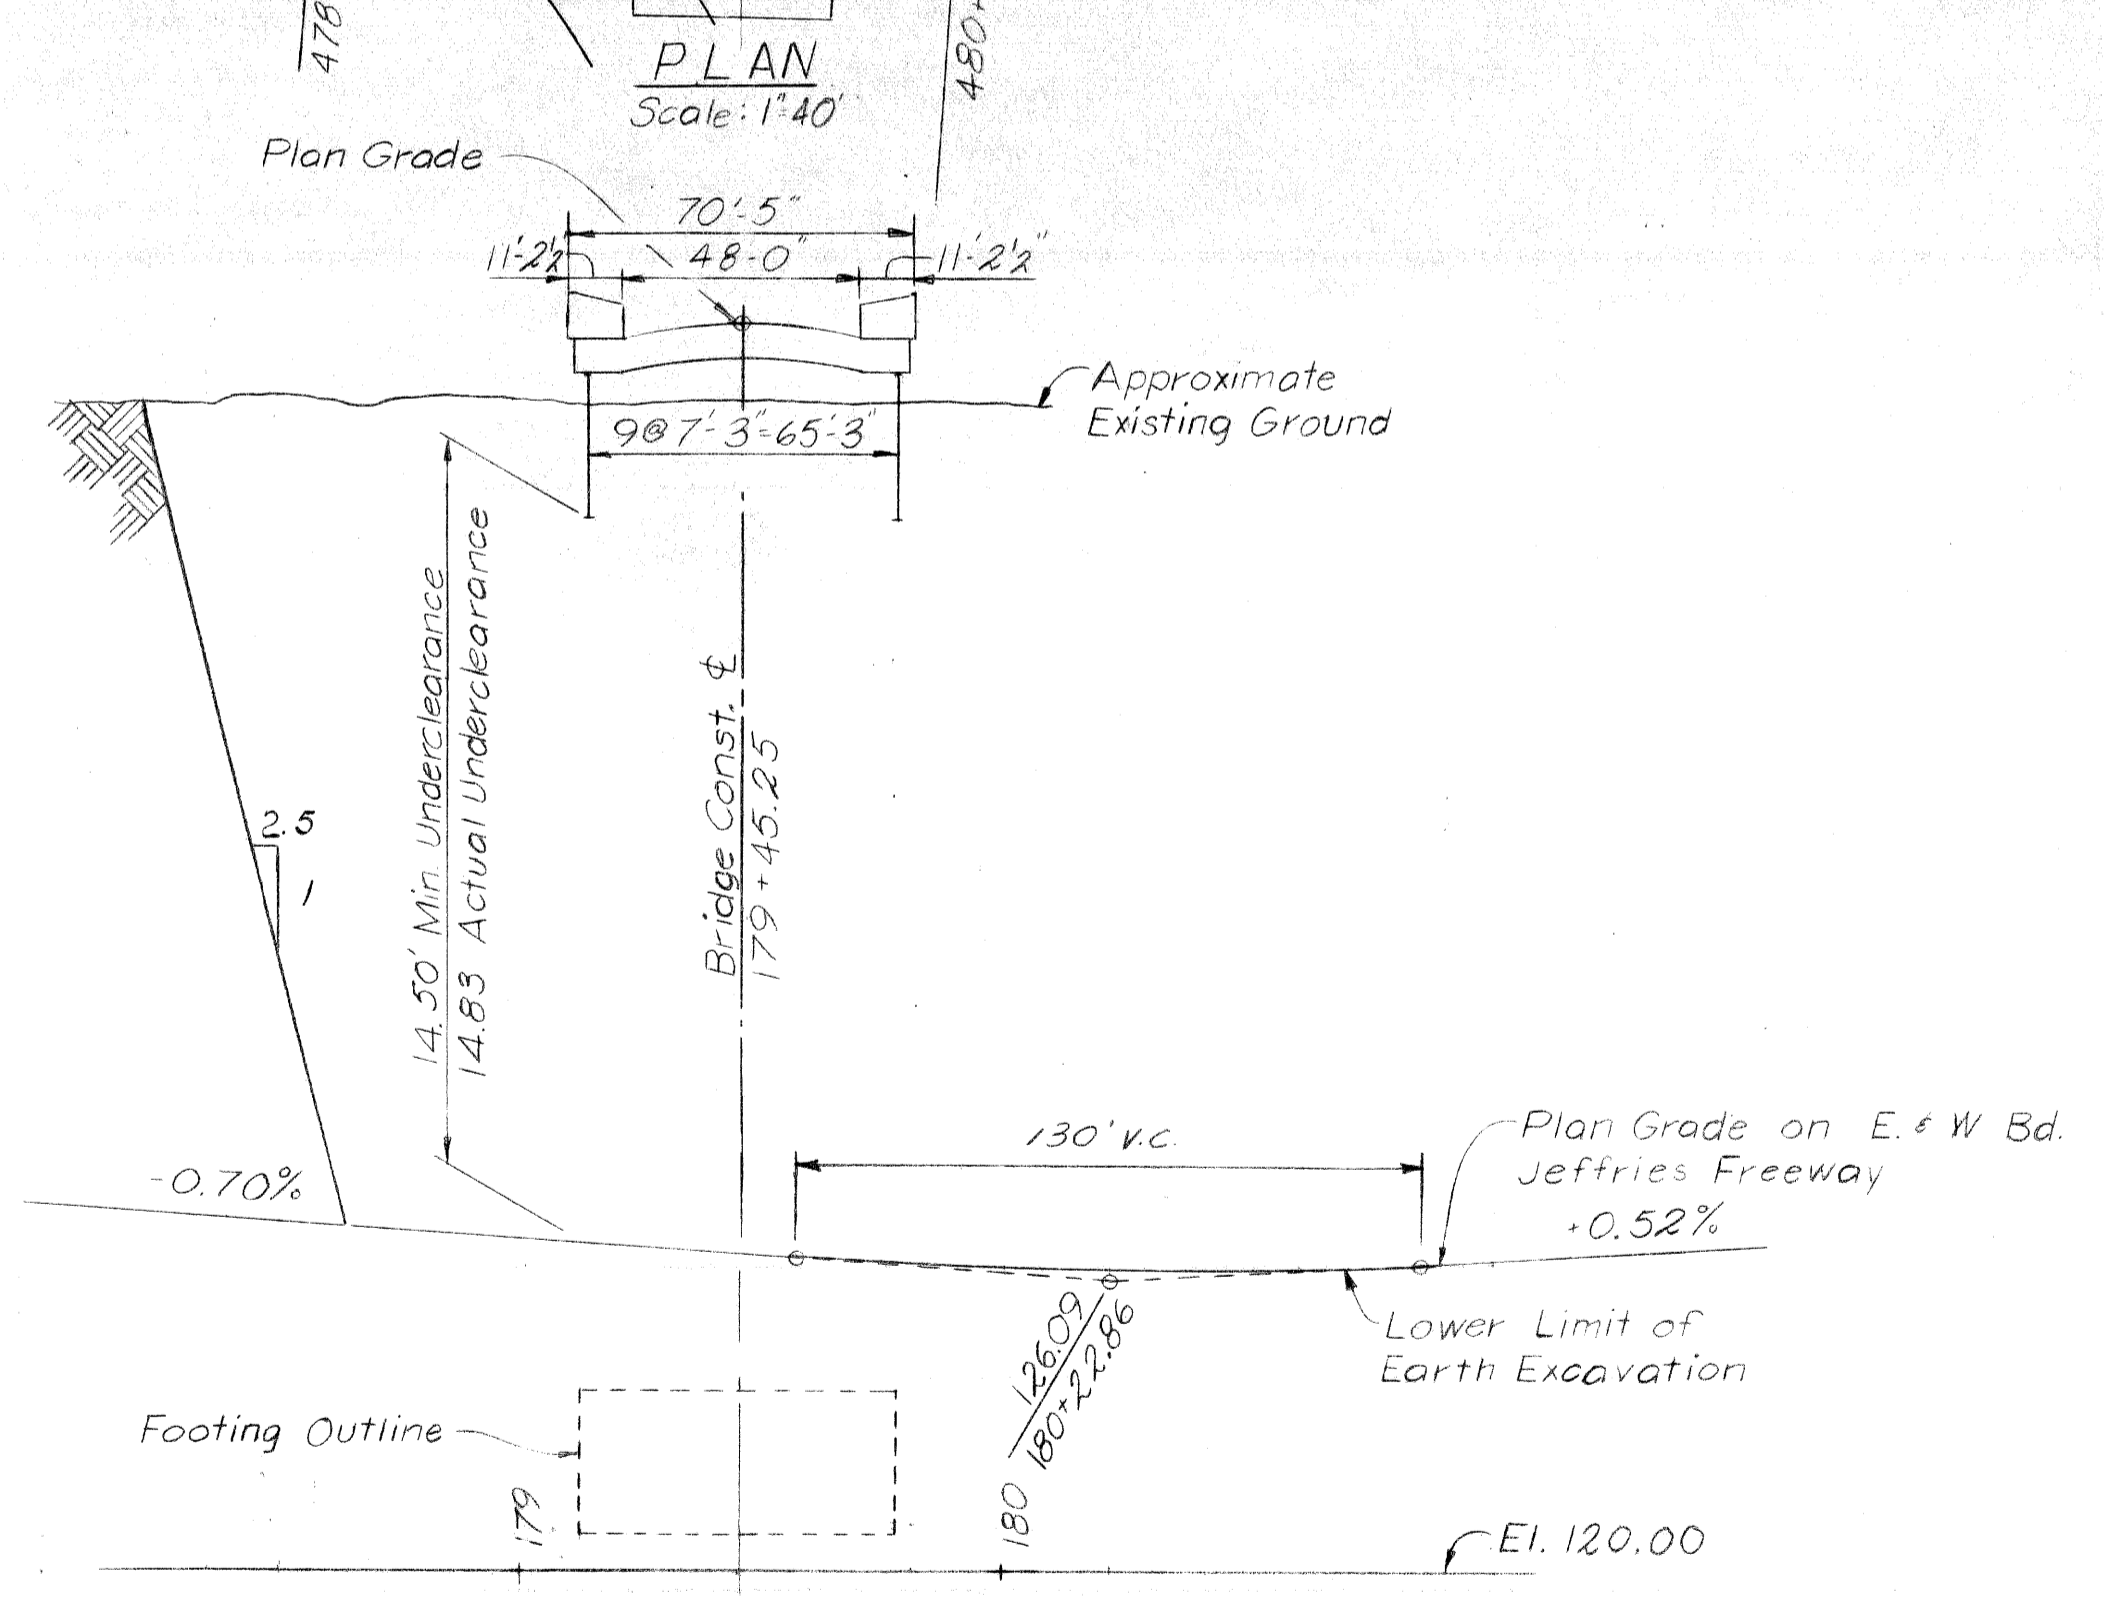 478
480+
PLAN
Scale: 1"=40'
Plan Grade
70'-5"
11'-2½
48'-0"
11'-2½"
Approximate
Existing Ground
9@7'-3"=65'-3"
14.50' Min. Underclearance
14.83 Actual Underclearance
Bridge Const. ℄
179+45.25
2.5
1
130' V.C.
Plan Grade on E. & W Bd.
Jeffries Freeway
-0.70%
+0.52%
126.09
180+22.86
Lower Limit of
Earth Excavation
Footing Outline
179
180
El. 120.00